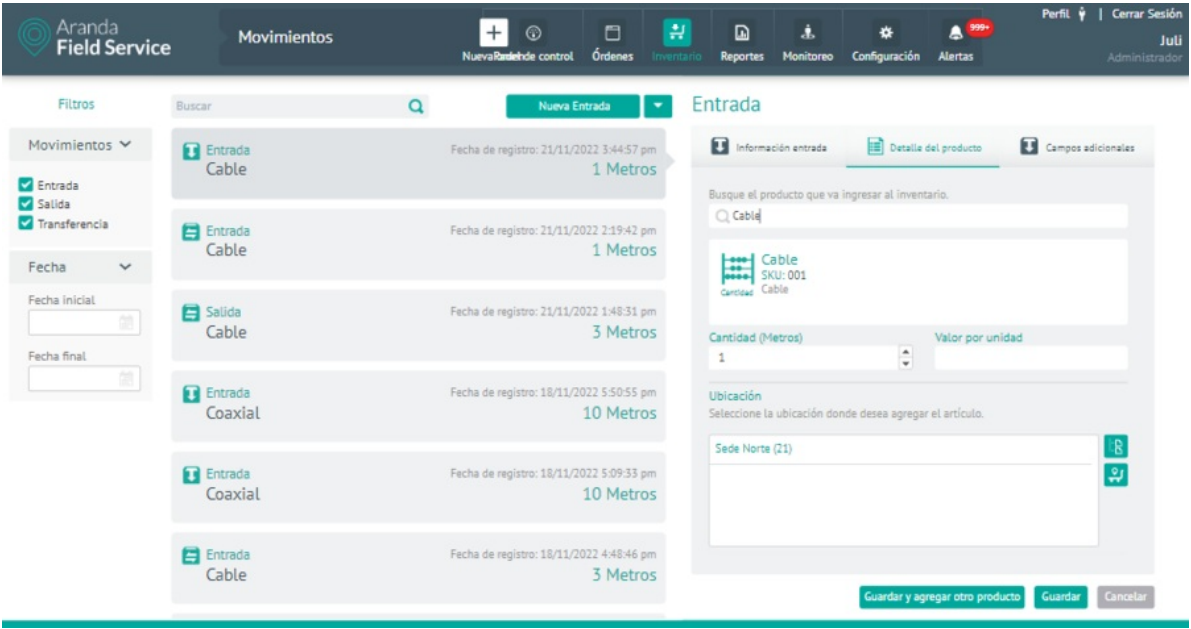 Aranda
Field Service
Movimientos
Perfil | Cerrar Sesión
Juli
Administrador
Panel de control
Órdenes
Inventario
Reportes
Monitoreo
Configuración
Alertas
999+
Filtros
Movimientos
Entrada
Salida
Transferencia
Fecha
Fecha inicial
Fecha final
Buscar
Nueva Entrada
Entrada
Fecha de registro: 21/11/2022 3:44:57 pm
Cable
1 Metros
Entrada
Fecha de registro: 21/11/2022 2:19:42 pm
Cable
1 Metros
Salida
Fecha de registro: 21/11/2022 1:48:31 pm
Cable
3 Metros
Entrada
Fecha de registro: 18/11/2022 5:50:55 pm
Coaxial
10 Metros
Entrada
Fecha de registro: 18/11/2022 5:09:33 pm
Coaxial
10 Metros
Entrada
Fecha de registro: 18/11/2022 4:48:46 pm
Cable
3 Metros
Entrada
Información entrada
Detalle del producto
Campos adicionales
Busque el producto que va ingresar al inventario.
Cable
Cable
SKU: 001
Cable
Cantidad
Cantidad (Metros)
Valor por unidad
1
Ubicación
Seleccione la ubicación donde desea agregar el artículo.
Sede Norte (21)
Guardar y agregar otro producto
Guardar
Cancelar